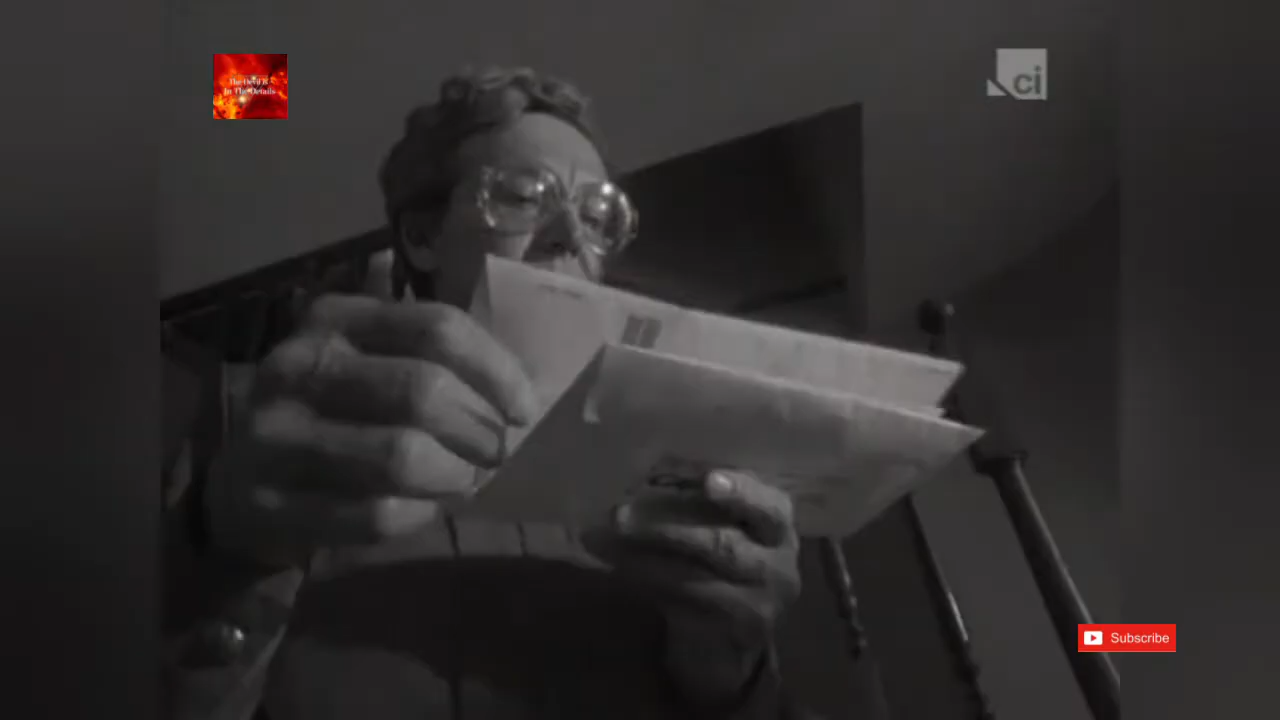 The Devil Is
In The Details
ci
Subscribe